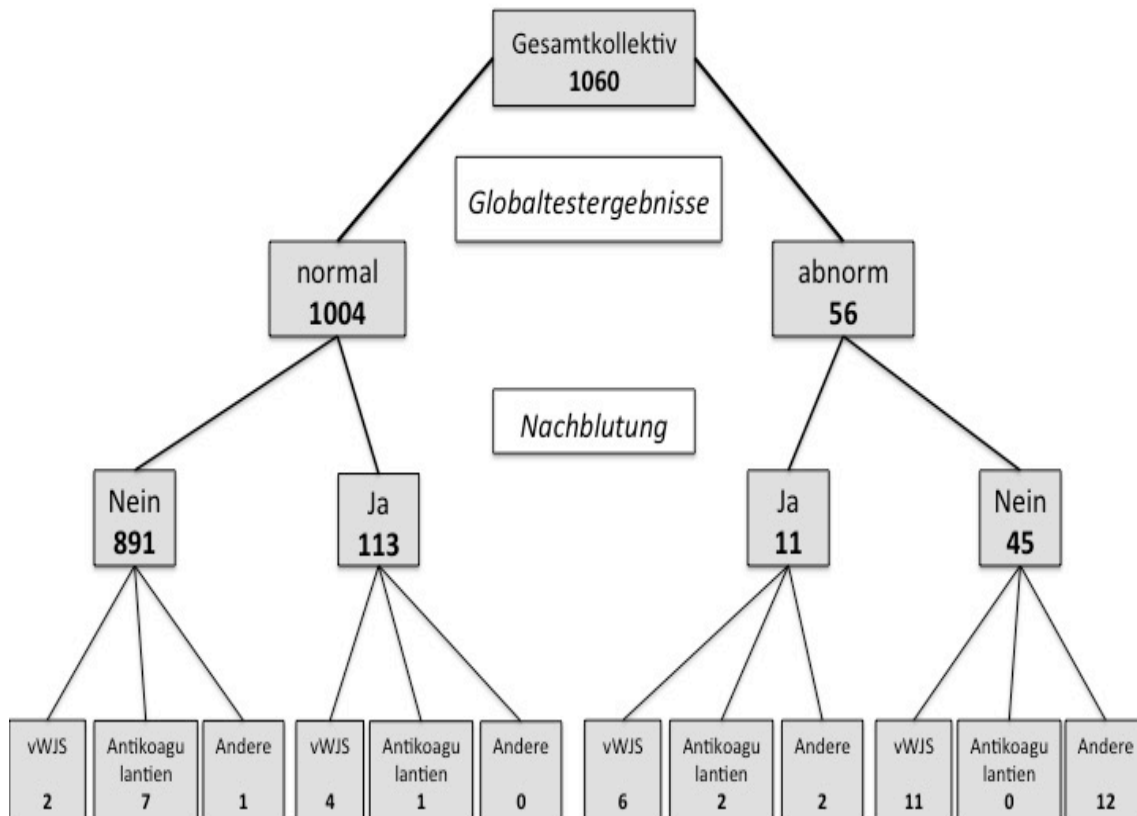 Gesamtkollektiv
1060
Globaltestergebnisse
normal
1004
abnorm
56
Nachblutung
Nein
891
Ja
113
Ja
11
Nein
45
vWJS
2
Antikoagu
lantien
7
Andere
1
vWJS
4
Antikoagu
lantien
1
Andere
0
vWJS
6
Antikoagu
lantien
2
Andere
2
vWJS
11
Antikoagu
lantien
0
Andere
12